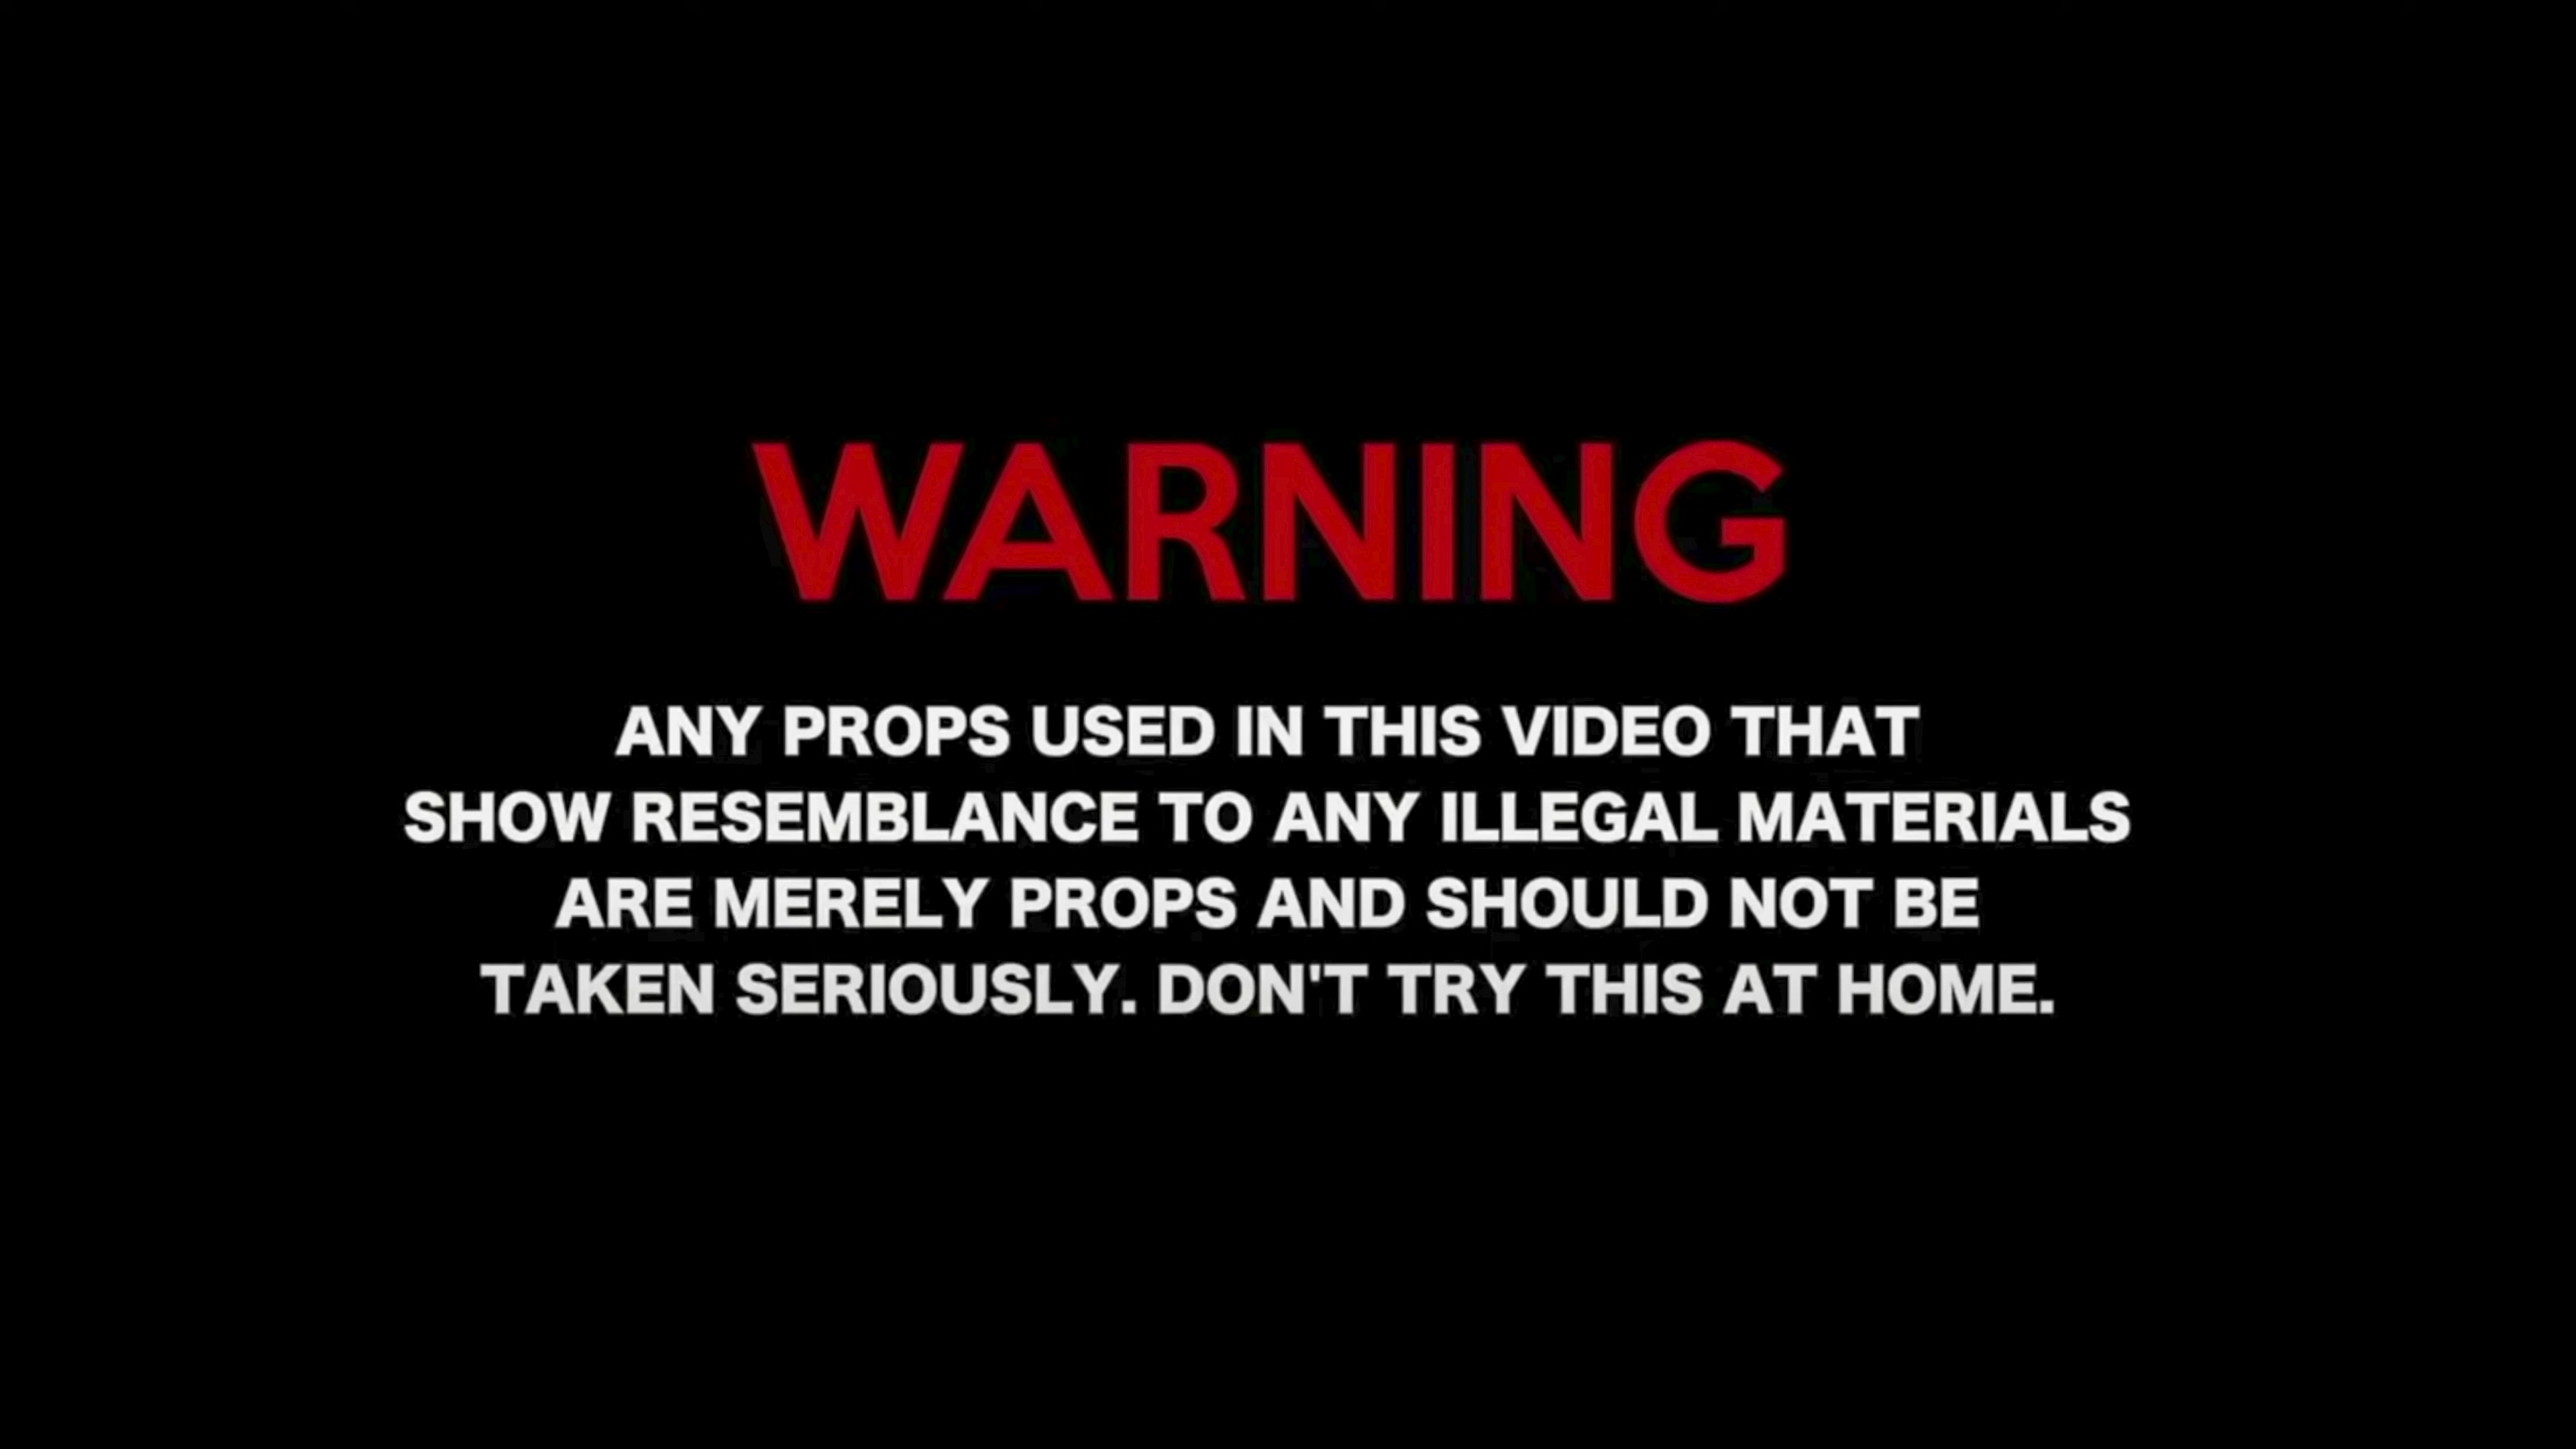 WARNING
ANY PROPS USED IN THIS VIDEO THAT
SHOW RESEMBLANCE TO ANY ILLEGAL MATERIALS
ARE MERELY PROPS AND SHOULD NOT BE
TAKEN SERIOUSLY. DON'T TRY THIS AT HOME.